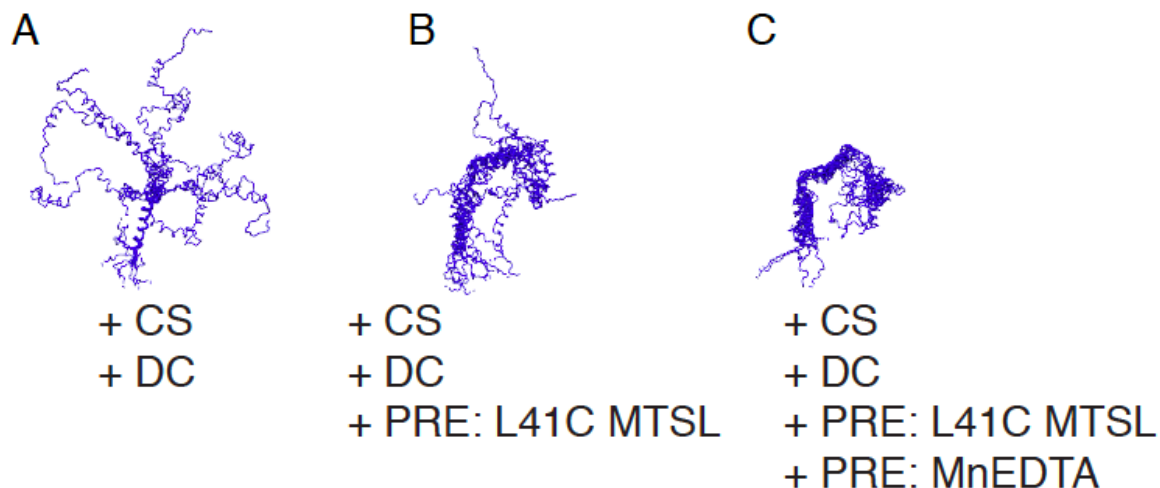 A
B
C
+ CS
+ DC
+ CS
+ DC
+ PRE: L41C MTSL
+ CS
+ DC
+ PRE: L41C MTSL
+ PRE: MnEDTA